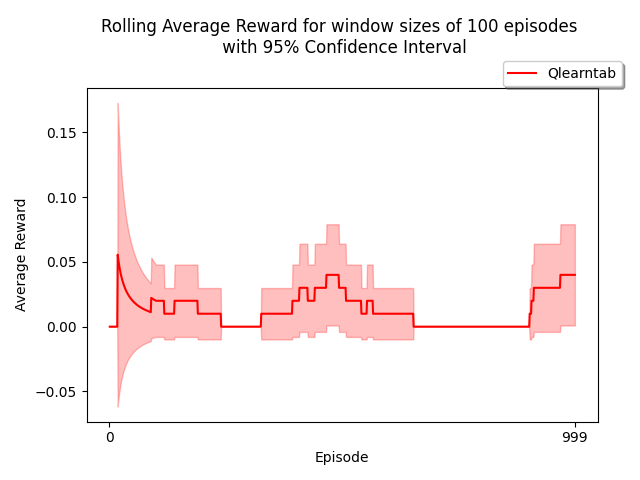 Rolling Average Reward for window sizes of 100 episodes
with 95% Confidence Interval
Qlearntab
Average Reward
0.15
0.10
0.05
0.00
−0.05
0
999
Episode